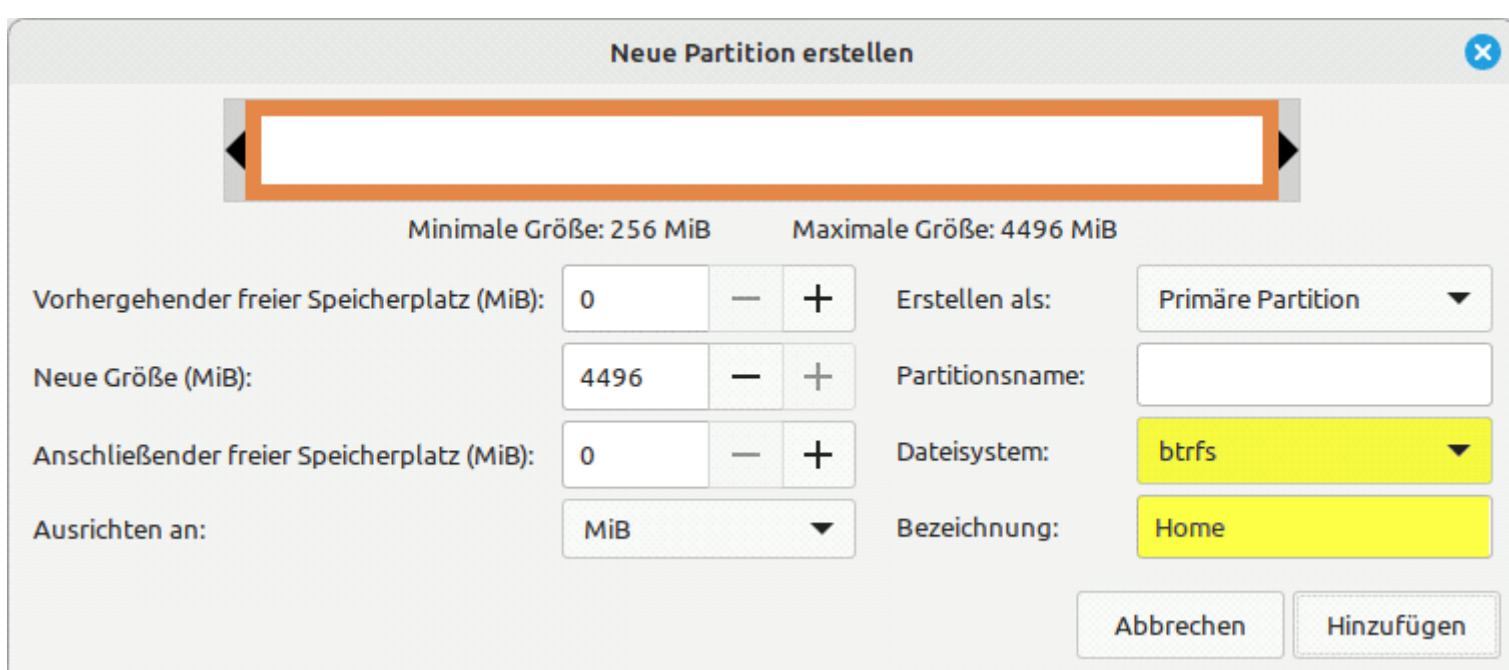 Neue Partition erstellen
Minimale Größe: 256 MiB Maximale Größe: 4496 MiB
Vorhergehender freier Speicherplatz (MiB): 0 − + Erstellen als: Primäre Partition
Neue Größe (MiB): 4496 − + Partitionsname:
Anschließender freier Speicherplatz (MiB): 0 − + Dateisystem: btrfs
Ausrichten an: MiB Bezeichnung: Home
Abbrechen Hinzufügen